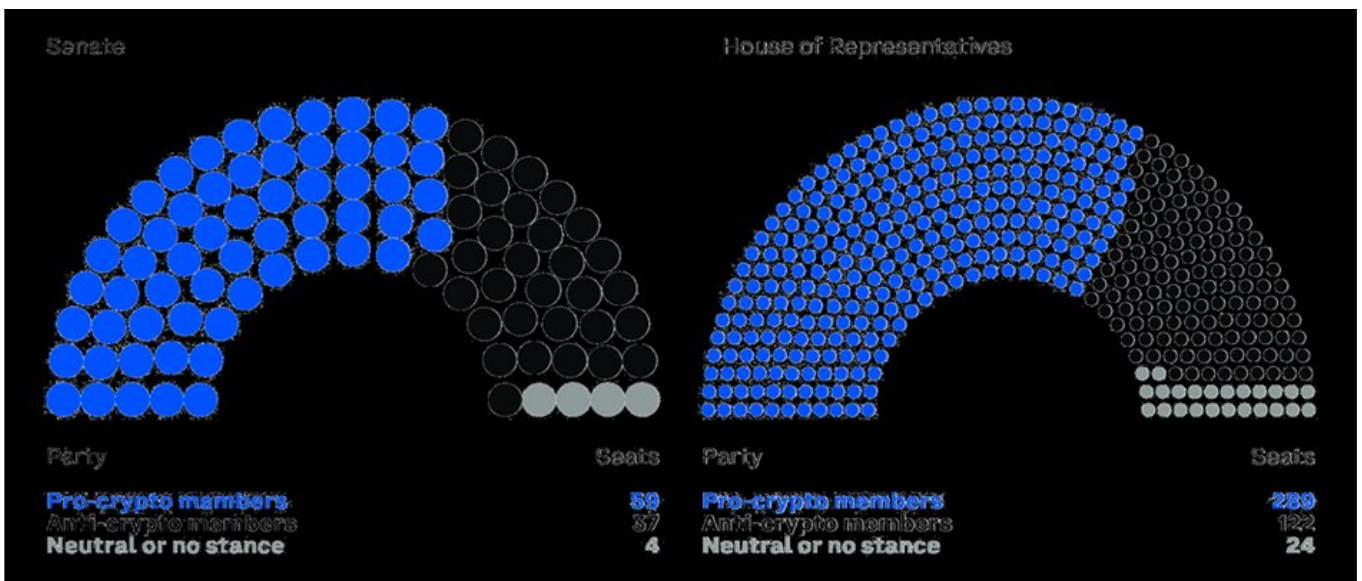 Senate
House of Representatives
Party Seats
Pro-crypto members 59
Anti-crypto members 37
Neutral or no stance 4
Party Seats
Pro-crypto members 289
Anti-crypto members 122
Neutral or no stance 24